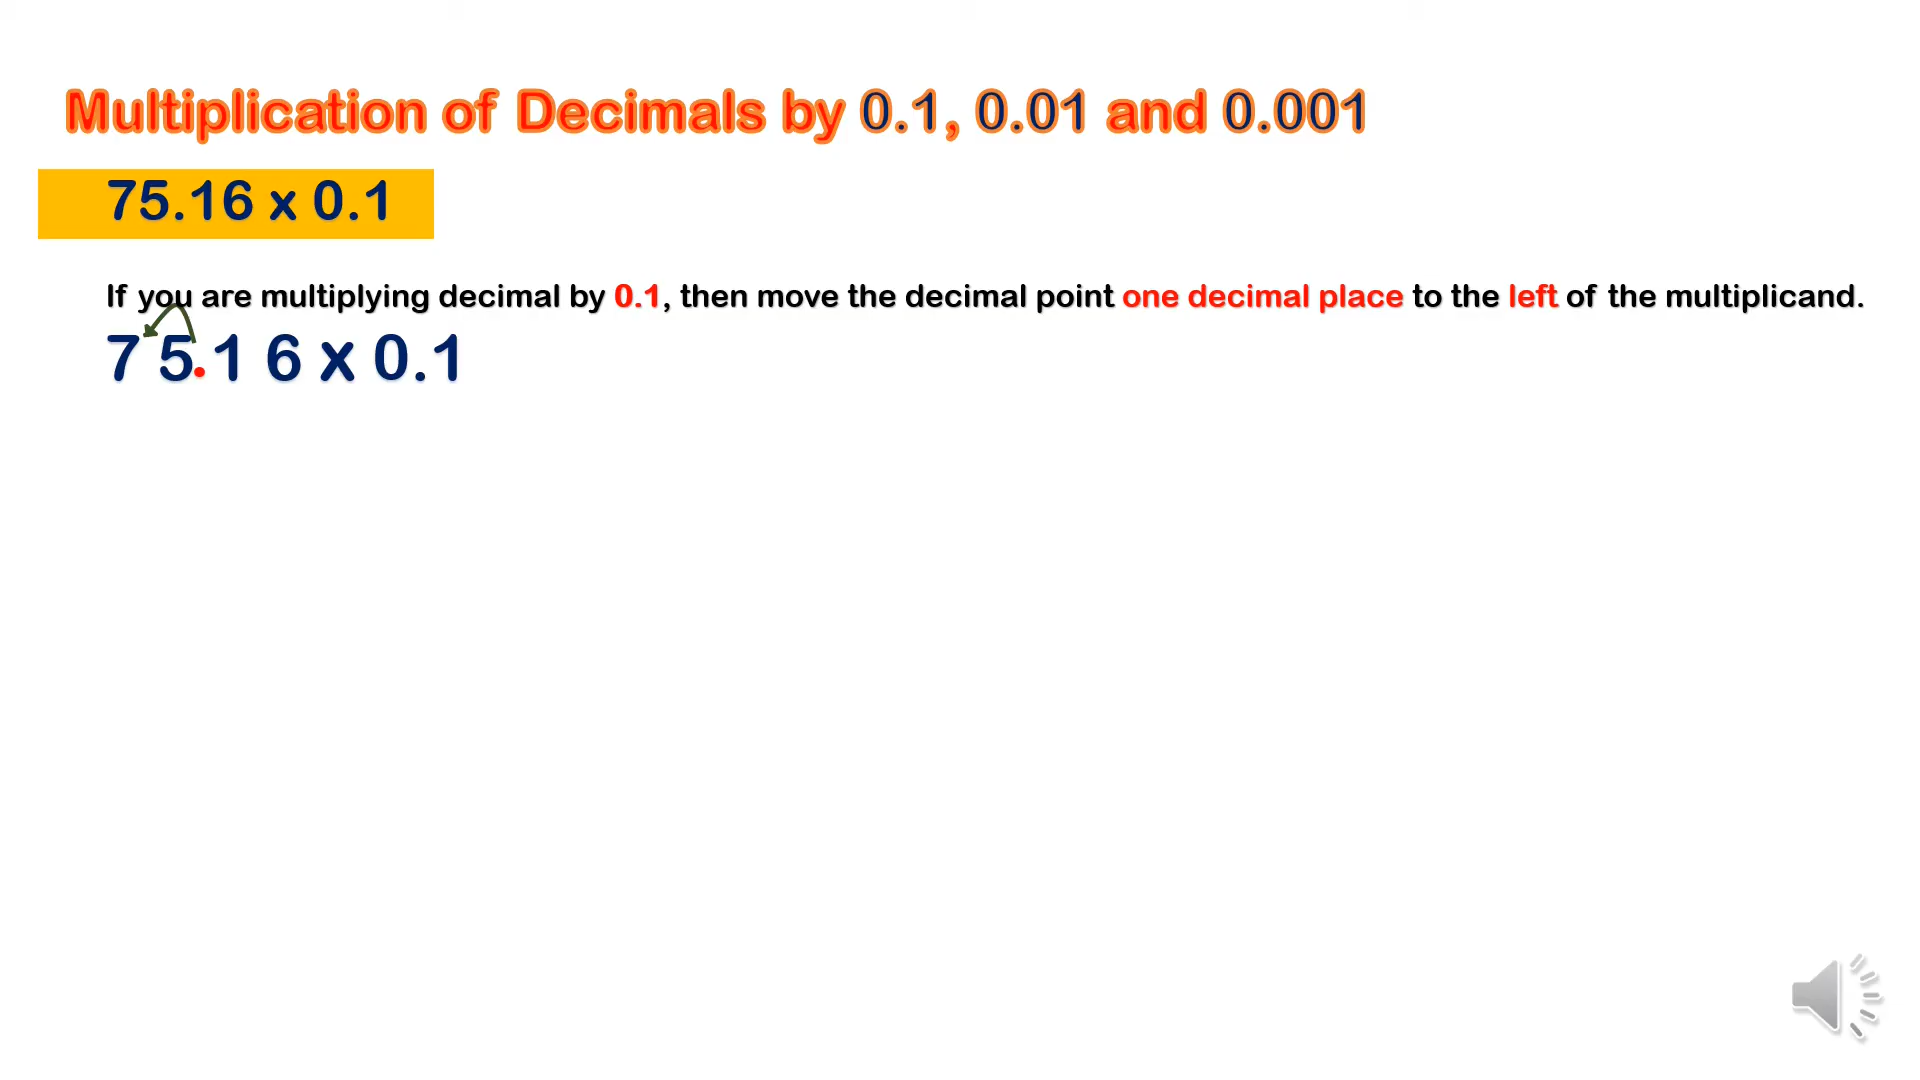 Multiplication of Decimals by 0.1, 0.01 and 0.001
75.16 x 0.1
If you are multiplying decimal by 0.1, then move the decimal point one decimal place to the left of the multiplicand.
7 5.1 6 x 0.1